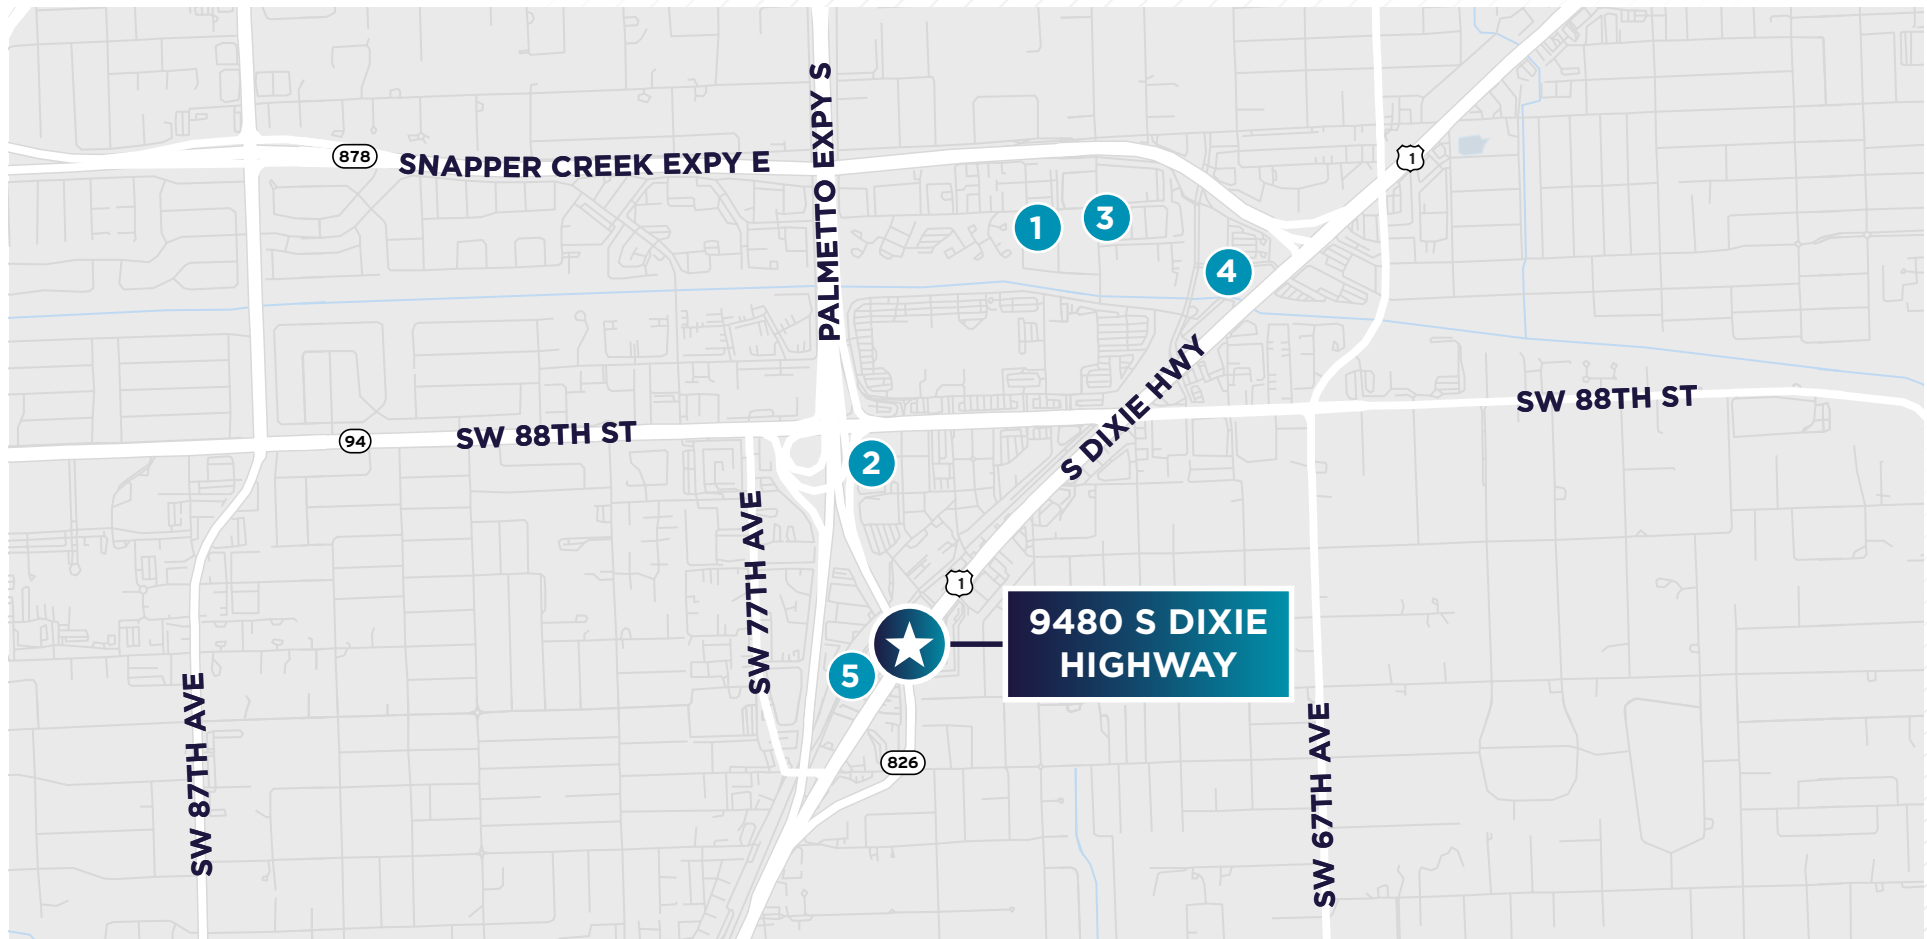 PALMETTO EXPY S
878
SNAPPER CREEK EXPY E
1
1
3
4
S DIXIE HWY
SW 88TH ST
94
SW 88TH ST
2
SW 77TH AVE
1
9480 S DIXIE
HIGHWAY
5
SW 87TH AVE
826
SW 67TH AVE